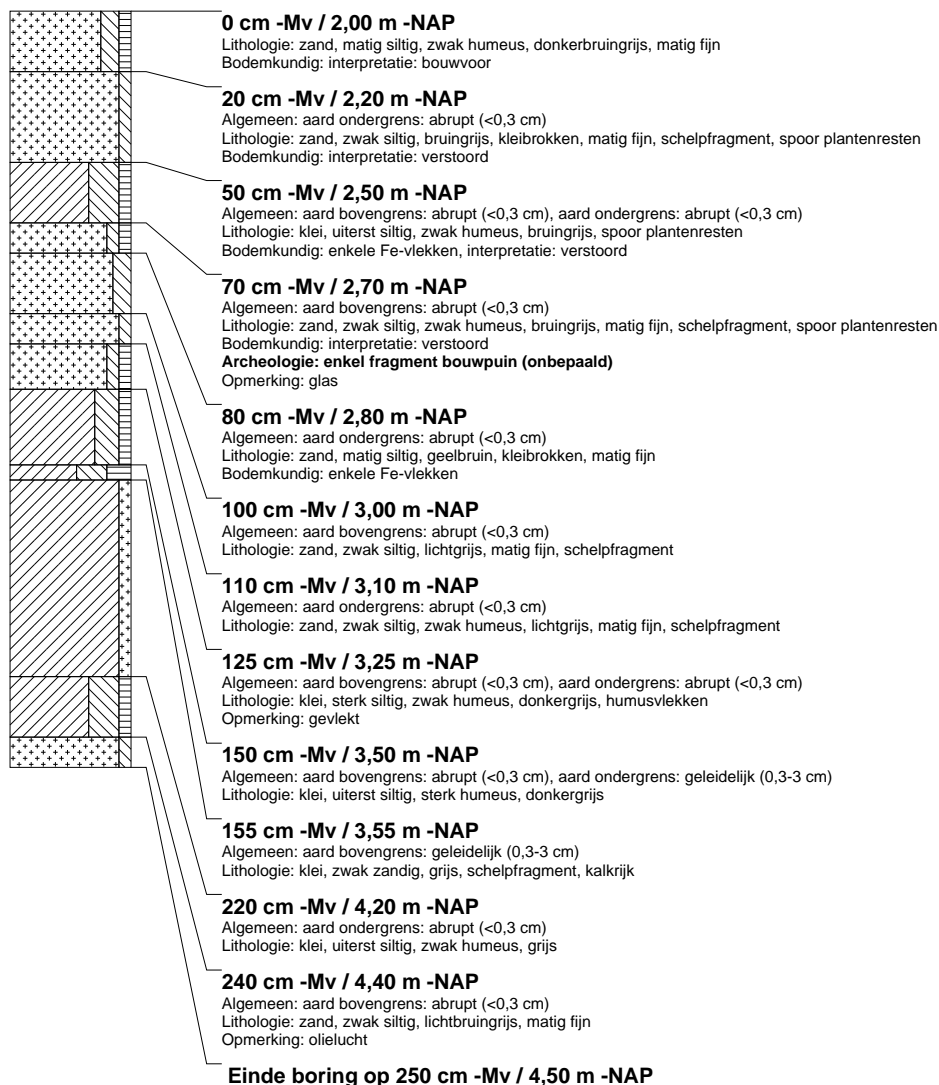 0 cm -Mv / 2,00 m -NAP
Lithologie: zand, matig siltig, zwak humeus, donkerbruingrijs, matig fijn
Bodemkundig: interpretatie: bouwvoor
20 cm -Mv / 2,20 m -NAP
Algemeen: aard ondergrens: abrupt (<0,3 cm)
Lithologie: zand, zwak siltig, bruingrijs, kleibrokken, matig fijn, schelpfragment, spoor plantenresten
Bodemkundig: interpretatie: verstoord
50 cm -Mv / 2,50 m -NAP
Algemeen: aard bovengrens: abrupt (<0,3 cm), aard ondergrens: abrupt (<0,3 cm)
Lithologie: klei, uiterst siltig, zwak humeus, bruingrijs, spoor plantenresten
Bodemkundig: enkele Fe-vlekken, interpretatie: verstoord
70 cm -Mv / 2,70 m -NAP
Algemeen: aard bovengrens: abrupt (<0,3 cm)
Lithologie: zand, zwak siltig, zwak humeus, bruingrijs, matig fijn, schelpfragment, spoor plantenresten
Bodemkundig: interpretatie: verstoord
Archeologie: enkel fragment bouwpuin (onbepaald)
Opmerking: glas
80 cm -Mv / 2,80 m -NAP
Algemeen: aard ondergrens: abrupt (<0,3 cm)
Lithologie: zand, matig siltig, geelbruin, kleibrokken, matig fijn
Bodemkundig: enkele Fe-vlekken
100 cm -Mv / 3,00 m -NAP
Algemeen: aard bovengrens: abrupt (<0,3 cm)
Lithologie: zand, zwak siltig, lichtgrijs, matig fijn, schelpfragment
110 cm -Mv / 3,10 m -NAP
Algemeen: aard ondergrens: abrupt (<0,3 cm)
Lithologie: zand, zwak siltig, zwak humeus, lichtgrijs, matig fijn, schelpfragment
125 cm -Mv / 3,25 m -NAP
Algemeen: aard bovengrens: abrupt (<0,3 cm), aard ondergrens: abrupt (<0,3 cm)
Lithologie: klei, sterk siltig, zwak humeus, donkergrijs, humusvlekken
Opmerking: gevlekt
150 cm -Mv / 3,50 m -NAP
Algemeen: aard bovengrens: abrupt (<0,3 cm), aard ondergrens: geleidelijk (0,3-3 cm)
Lithologie: klei, uiterst siltig, sterk humeus, donkergrijs
155 cm -Mv / 3,55 m -NAP
Algemeen: aard bovengrens: geleidelijk (0,3-3 cm)
Lithologie: klei, zwak zandig, grijs, schelpfragment, kalkrijk
220 cm -Mv / 4,20 m -NAP
Algemeen: aard ondergrens: abrupt (<0,3 cm)
Lithologie: klei, uiterst siltig, zwak humeus, grijs
240 cm -Mv / 4,40 m -NAP
Algemeen: aard bovengrens: abrupt (<0,3 cm)
Lithologie: zand, zwak siltig, lichtbruingrijs, matig fijn
Opmerking: olielucht
Einde boring op 250 cm -Mv / 4,50 m -NAP